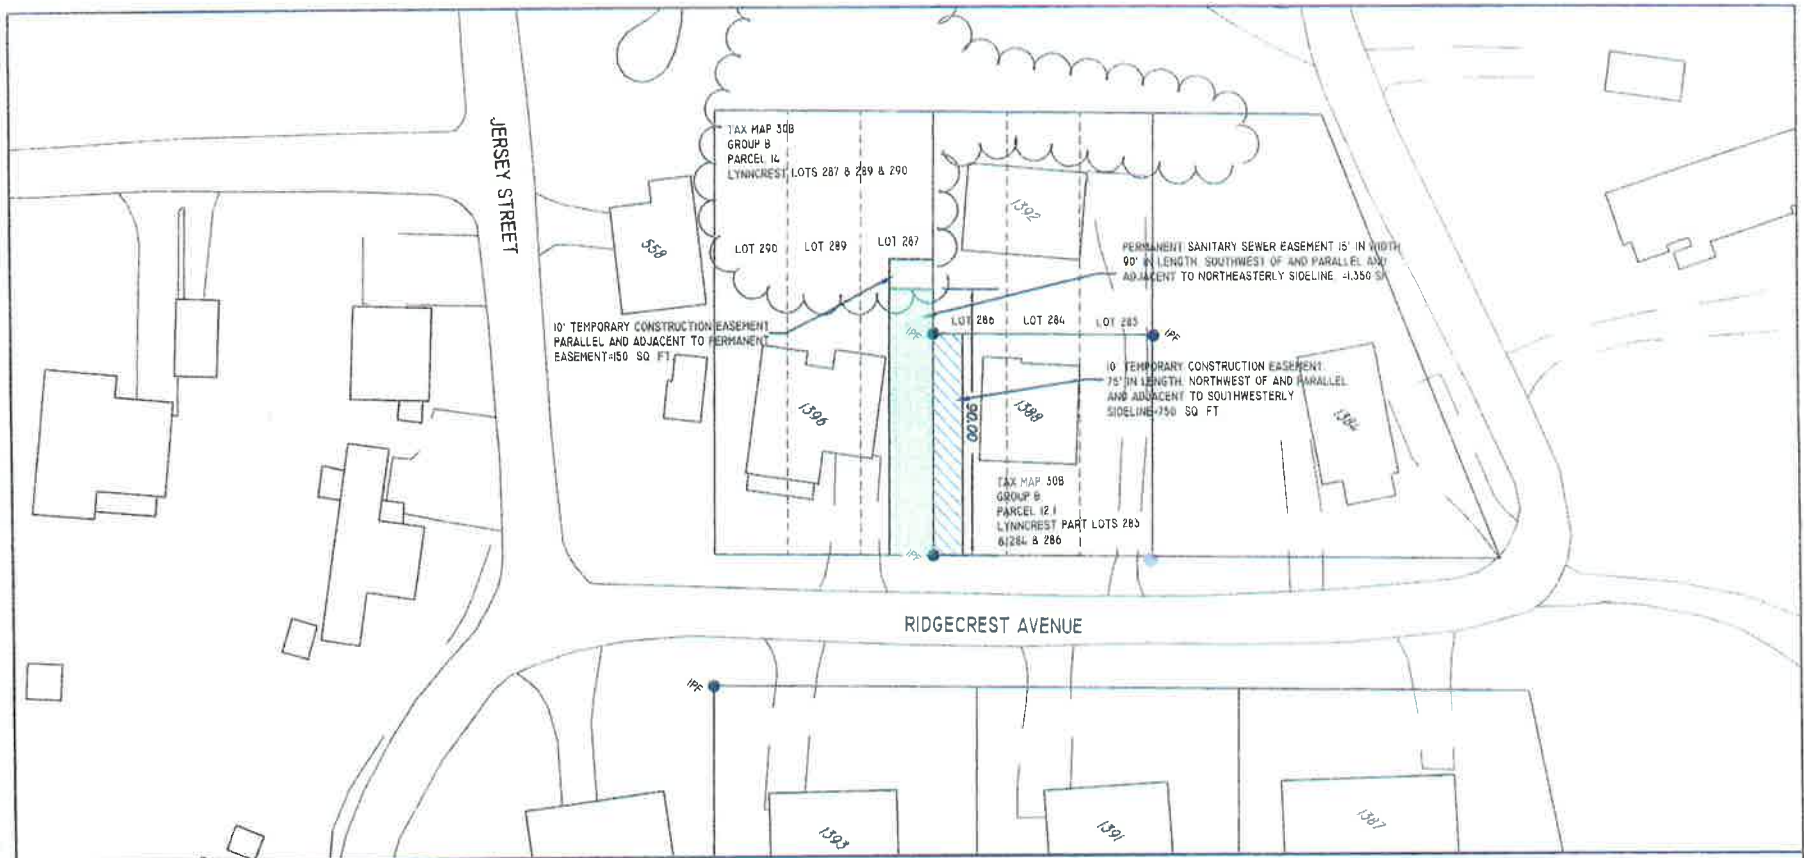 JERSEY STREET
TAX MAP 30B
GROUP B
PARCEL 14
LYNNCREST LOTS 287 & 289 & 290
LOT 290
LOT 289
LOT 287
558
1392
PERMANENT SANITARY SEWER EASEMENT 15' IN WIDTH
90' IN LENGTH SOUTHWEST OF AND PARALLEL AND
ADJACENT TO NORTHEASTERLY SIDELINE =1,350 SF
10' TEMPORARY CONSTRUCTION EASEMENT
PARALLEL AND ADJACENT TO PERMANENT
EASEMENT=150 SQ FT
IPF
LOT 286
LOT 284
LOT 283
IPF
10' TEMPORARY CONSTRUCTION EASEMENT
75' IN LENGTH NORTHWEST OF AND PARALLEL
AND ADJACENT TO SOUTHWESTERLY
SIDELINE=750 SQ FT
1396
90.00
1388
1384
TAX MAP 30B
GROUP B
PARCEL 12.1
LYNNCREST PART LOTS 283
& 284 & 286
IPF
RIDGECREST AVENUE
IPF
1393
1391
1387